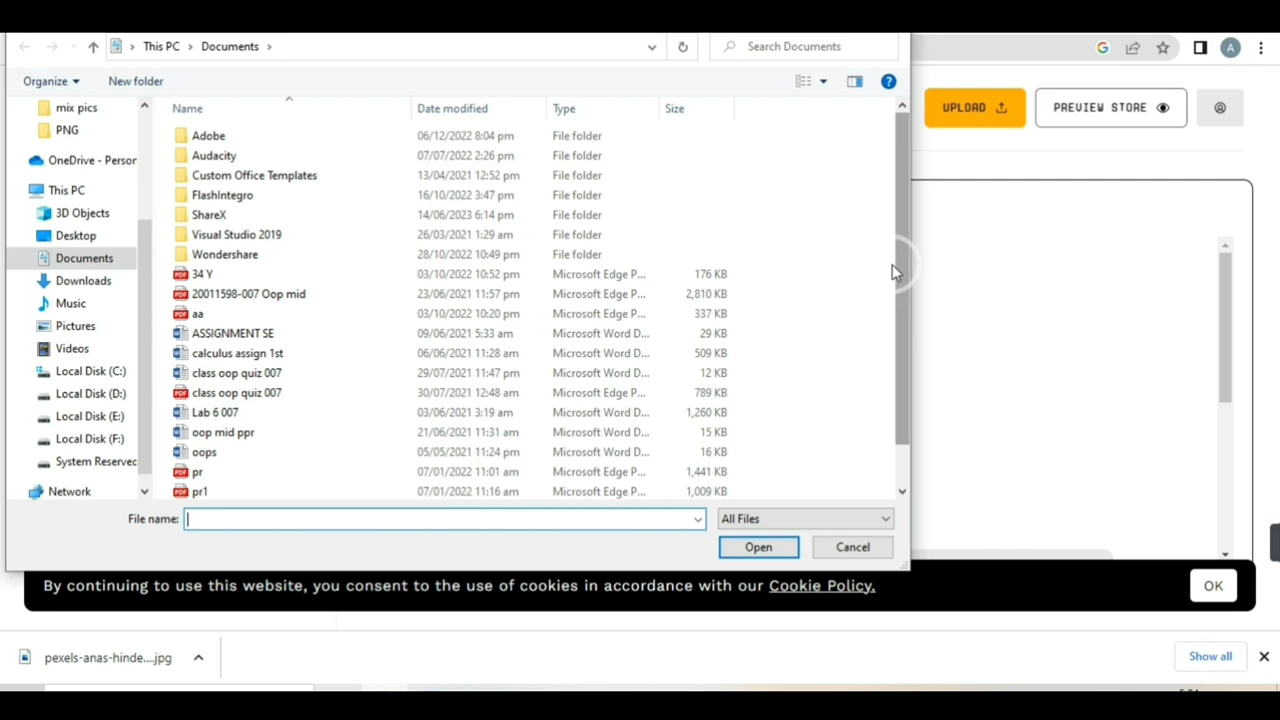 This PC > Documents >
Search Documents
A
Organize
New folder
UPLOAD
PREVIEW STORE
mix pics
PNG
OneDrive - Person
This PC
3D Objects
Desktop
Documents
Downloads
Music
Pictures
Videos
Local Disk (C:)
Local Disk (D:)
Local Disk (E:)
Local Disk (F:)
System Reserved
Network
Name Date modified Type Size
Adobe 06/12/2022 8:04 pm File folder
Audacity 07/07/2022 2:26 pm File folder
Custom Office Templates 13/04/2021 12:52 pm File folder
FlashIntegro 16/10/2022 3:47 pm File folder
ShareX 14/06/2023 6:14 pm File folder
Visual Studio 2019 26/03/2021 1:29 am File folder
Wondershare 28/10/2022 10:49 pm File folder
34 Y 03/10/2022 10:52 pm Microsoft Edge P... 176 KB
20011598-007 Oop mid 23/06/2021 11:57 pm Microsoft Edge P... 2,810 KB
aa 03/10/2022 10:20 pm Microsoft Edge P... 337 KB
ASSIGNMENT SE 09/06/2021 5:33 am Microsoft Word D... 29 KB
calculus assign 1st 06/06/2021 11:28 am Microsoft Word D... 509 KB
class oop quiz 007 29/07/2021 11:47 pm Microsoft Word D... 12 KB
class oop quiz 007 30/07/2021 12:48 am Microsoft Edge P... 789 KB
Lab 6 007 03/06/2021 3:19 am Microsoft Word D... 1,260 KB
oop mid ppr 21/06/2021 11:31 am Microsoft Word D... 15 KB
oops 05/05/2021 11:24 pm Microsoft Word D... 16 KB
pr 07/01/2022 11:01 am Microsoft Edge P... 1,441 KB
pr1 07/01/2022 11:16 am Microsoft Edge P... 1,009 KB
File name:
All Files
Open
Cancel
By continuing to use this website, you consent to the use of cookies in accordance with our Cookie Policy.
OK
pexels-anas-hinde....jpg
Show all